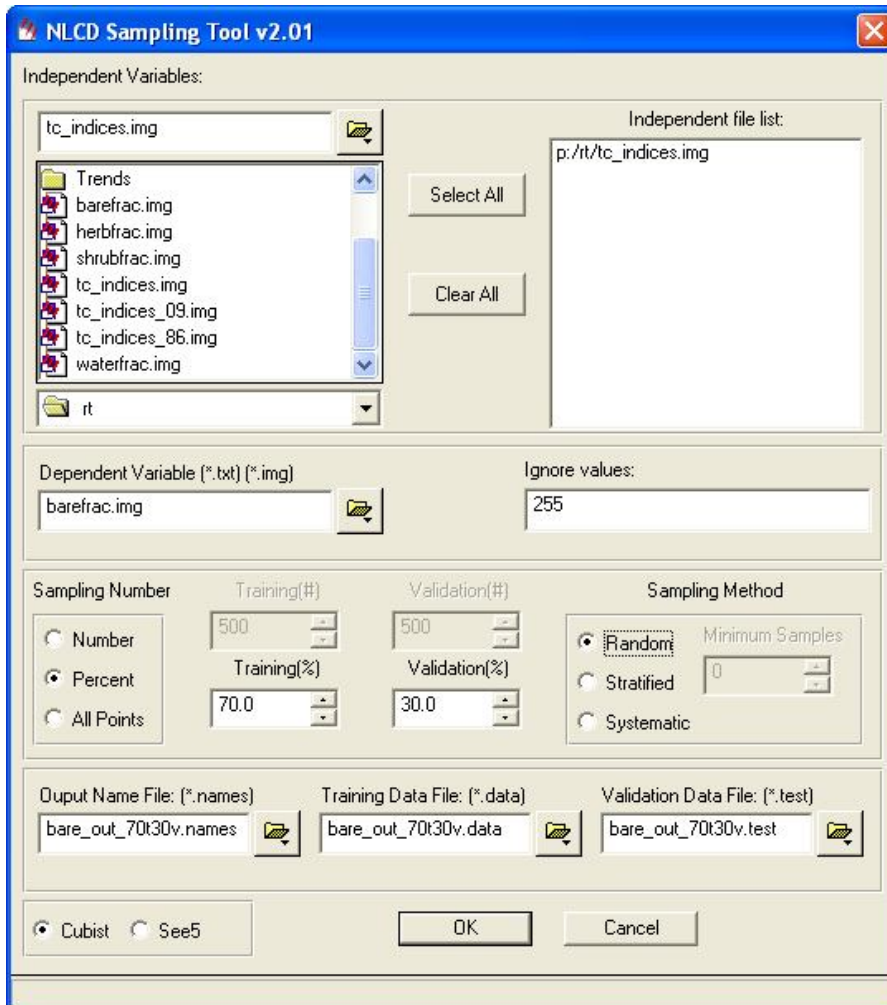 NLCD Sampling Tool v2.01
Independent Variables:
tc_indices.img
Trends
barefrac.img
herbfrac.img
shrubfrac.img
tc_indices.img
tc_indices_09.img
tc_indices_86.img
waterfrac.img
rt
Select All
Clear All
Independent file list:
p:/rt/tc_indices.img
Dependent Variable (*.txt) (*.img)
barefrac.img
Ignore values:
255
Sampling Number
Number
Percent
All Points
Training(#)
500
Validation(#)
500
Training(%)
70.0
Validation(%)
30.0
Sampling Method
Random
Stratified
Systematic
Minimum Samples
0
Ouput Name File: (*.names)
bare_out_70t30v.names
Training Data File: (*.data)
bare_out_70t30v.data
Validation Data File: (*.test)
bare_out_70t30v.test
Cubist
See5
OK
Cancel